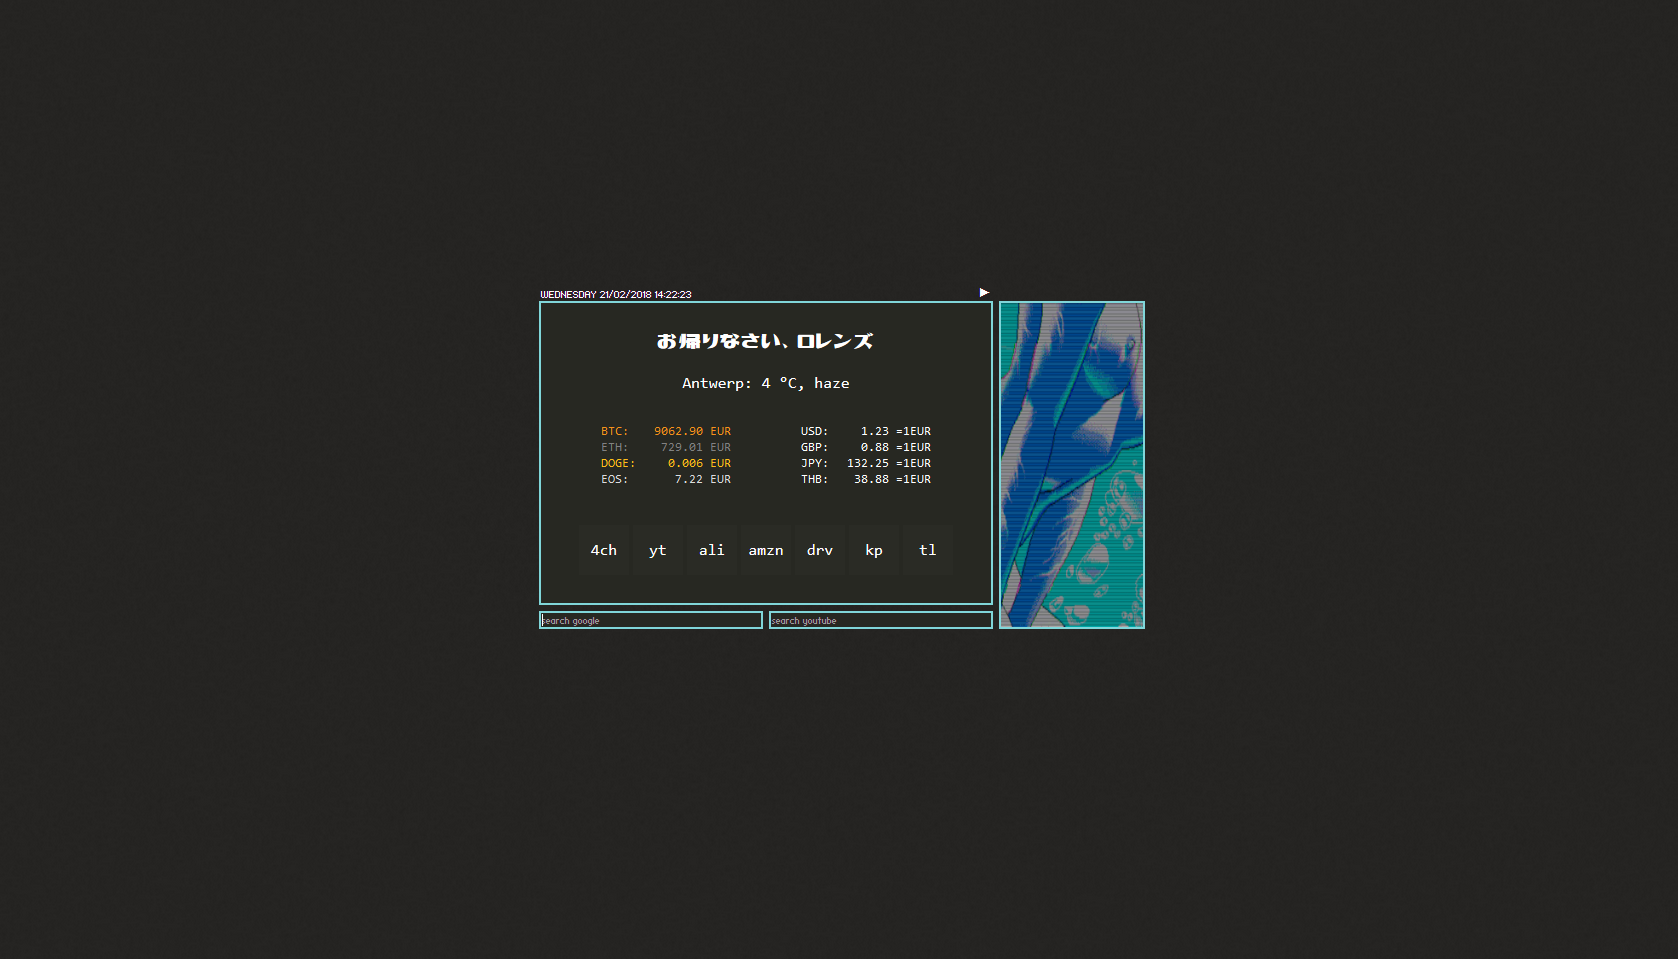 WEDNESDAY 21/02/2018 14:22:23
お帰りなさい、ロレンズ
Antwerp: 4 °C, haze
BTC: 9062.90 EUR
ETH: 729.01 EUR
DOGE: 0.006 EUR
EOS: 7.22 EUR
USD: 1.23 =1EUR
GBP: 0.88 =1EUR
JPY: 132.25 =1EUR
THB: 38.88 =1EUR
4ch yt ali amzn drv kp tl
search google
search youtube